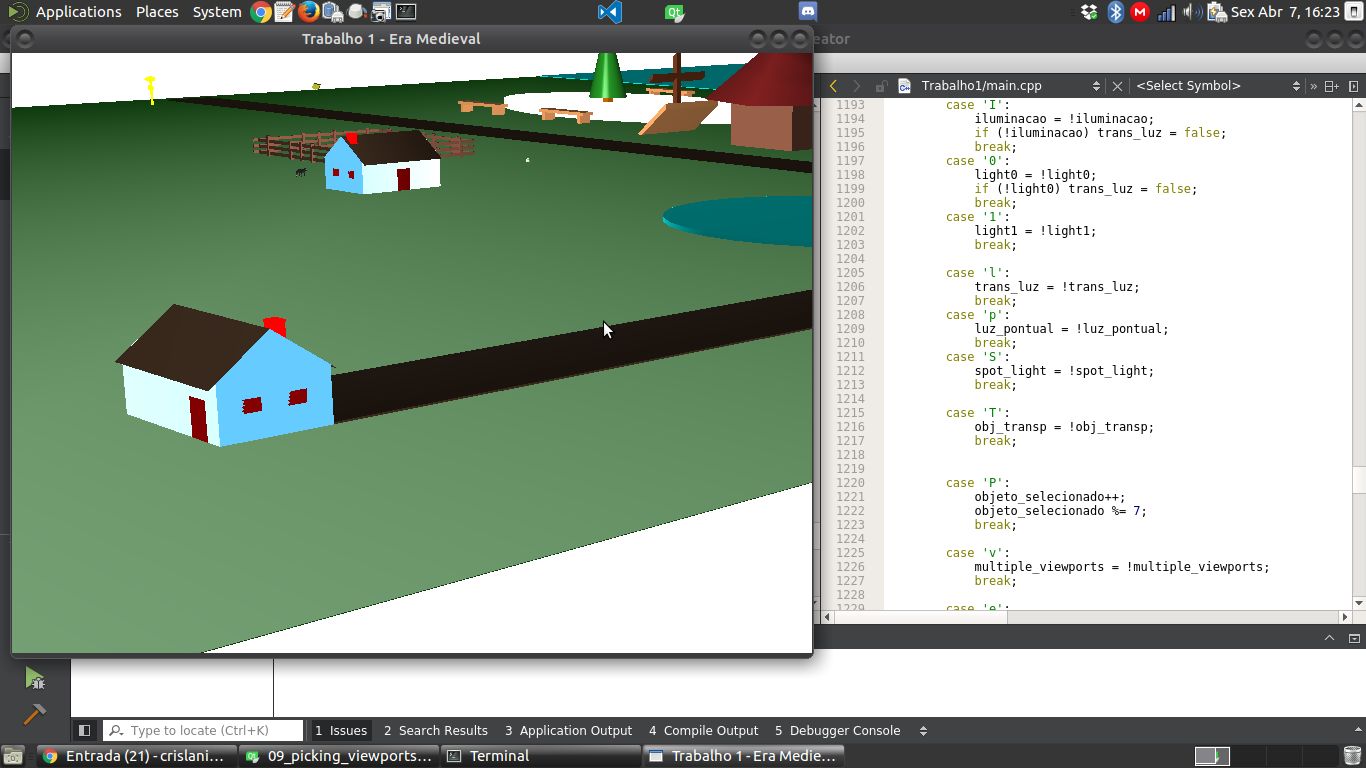 Applications Places System
Sex Abr 7, 16:23
Trabalho 1 - Era Medieval
eator
Trabalho1/main.cpp
<Select Symbol>
1193 case 'I':
1194 iluminacao = !iluminacao;
1195 if (!iluminacao) trans_luz = false;
1196 break;
1197 case '0':
1198 light0 = !light0;
1199 if (!light0) trans_luz = false;
1200 break;
1201 case '1':
1202 light1 = !light1;
1203 break;
1204
1205 case 'l':
1206 trans_luz = !trans_luz;
1207 break;
1208 case 'p':
1209 luz_pontual = !luz_pontual;
1210 break;
1211 case 'S':
1212 spot_light = !spot_light;
1213 break;
1214
1215 case 'T':
1216 obj_transp = !obj_transp;
1217 break;
1218
1219
1220 case 'P':
1221 objeto_selecionado++;
1222 objeto_selecionado %= 7;
1223 break;
1224
1225 case 'v':
1226 multiple_viewports = !multiple_viewports;
1227 break;
1228
1229 case 'e':
Type to locate (Ctrl+K)
1 Issues 2 Search Results 3 Application Output 4 Compile Output 5 Debugger Console
Entrada (21) - crislani...
09_picking_viewports...
Terminal
Trabalho 1 - Era Medie...